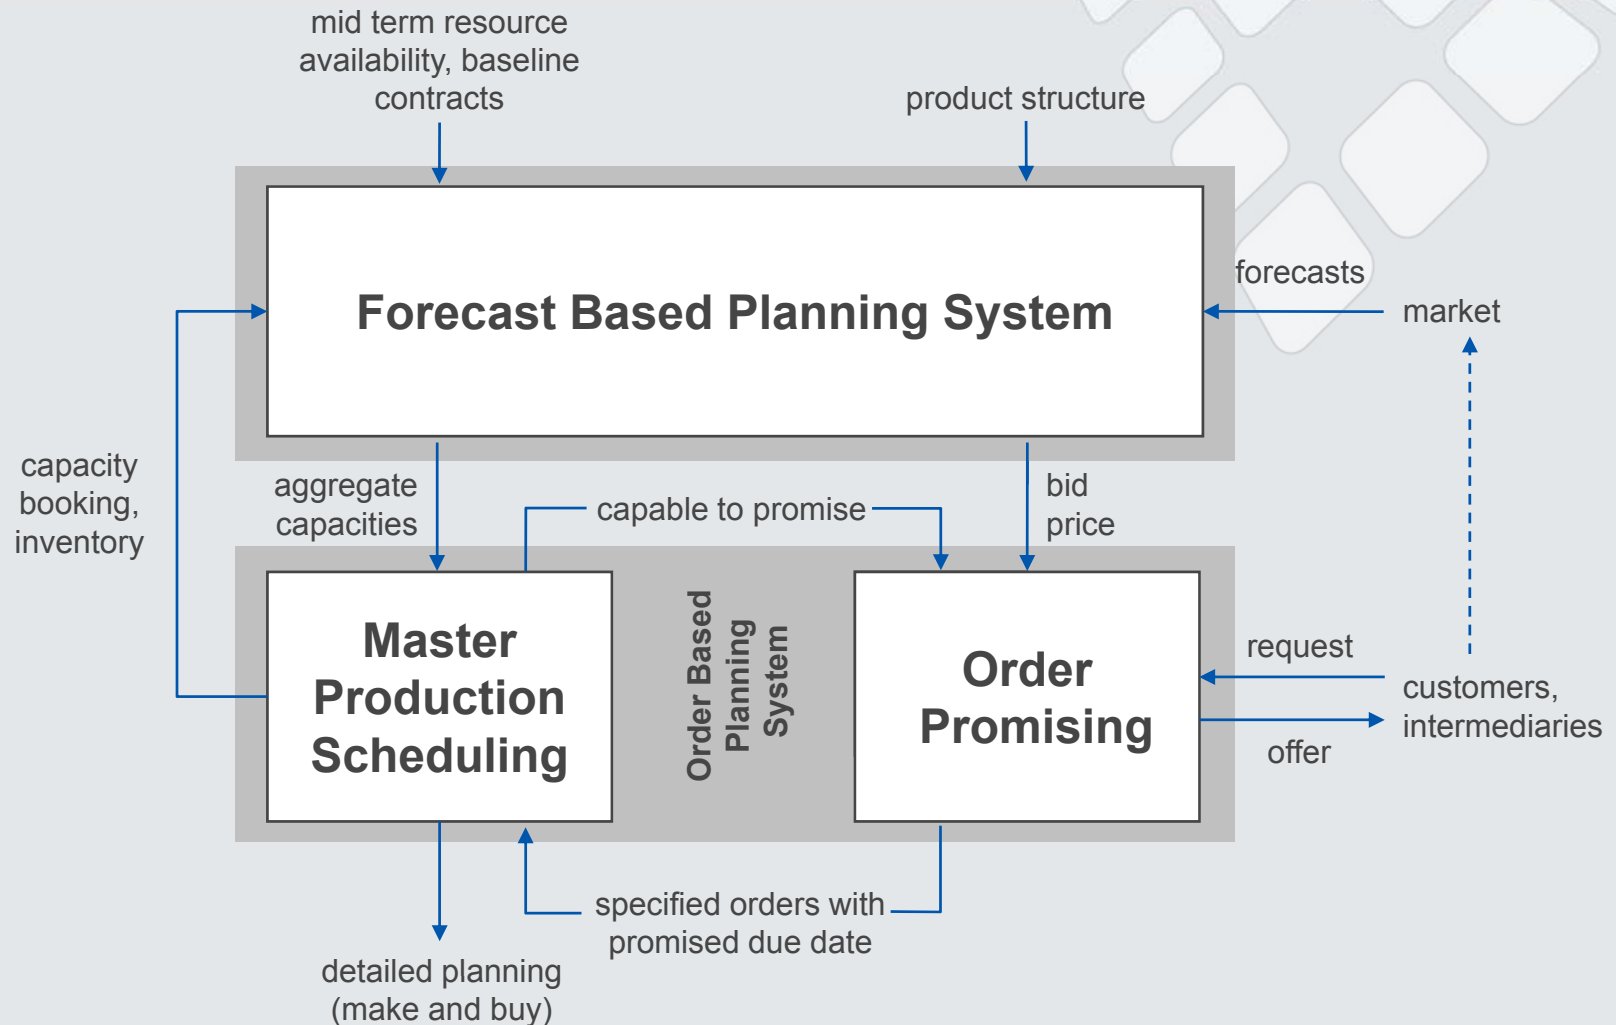 mid term resource
availability, baseline
contracts
product structure
Forecast Based Planning System
forecasts
market
capacity
booking,
inventory
aggregate
capacities
capable to promise
bid
price
Master
Production
Scheduling
Order Based
Planning
System
Order
Promising
request
customers,
intermediaries
offer
specified orders with
promised due date
detailed planning
(make and buy)